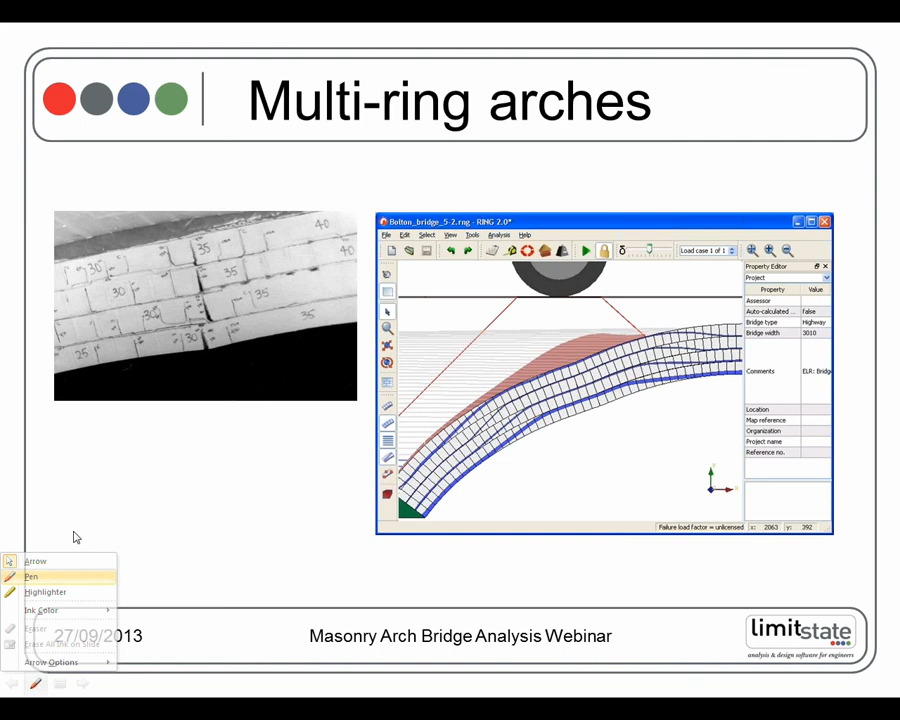 Multi-ring arches
40
35
40
30
35
30
35
30
35
30
25
Bolton_bridge_5-2.rng - RING 2.0*
File Edit Select View Tools Analysis Help
δ Load case 1 of 1
Property Editor
Project
Property Value
Assessor
Auto-calculated ... false
Bridge type Highway
Bridge width 3010
Comments ELR: Bridg
Location
Map reference
Organization
Project name
Reference no.
Failure load factor = unlicensed x: 2063 y: 392
Arrow
Pen
Highlighter
Ink Color
Eraser
Erase All Ink on Slide
Arrow Options
27/09/2013
Masonry Arch Bridge Analysis Webinar
limitstate
analysis & design software for engineers